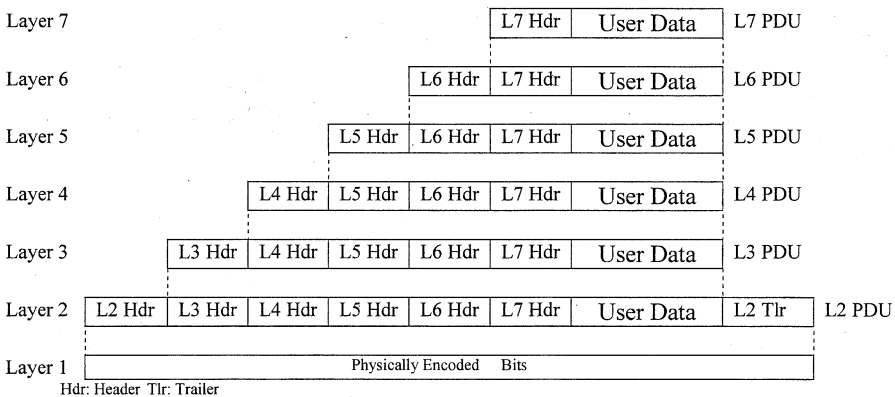 Layer 7 L7 Hdr User Data L7 PDU
Layer 6 L6 Hdr L7 Hdr User Data L6 PDU
Layer 5 L5 Hdr L6 Hdr L7 Hdr User Data L5 PDU
Layer 4 L4 Hdr L5 Hdr L6 Hdr L7 Hdr User Data L4 PDU
Layer 3 L3 Hdr L4 Hdr L5 Hdr L6 Hdr L7 Hdr User Data L3 PDU
Layer 2 L2 Hdr L3 Hdr L4 Hdr L5 Hdr L6 Hdr L7 Hdr User Data L2 Tlr L2 PDU
Layer 1 Physically Encoded Bits
Hdr: Header Tlr: Trailer